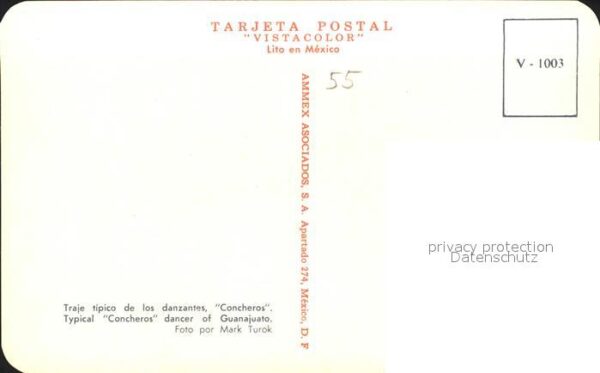 TARJETA POSTAL
"VISTACOLOR"
Lito en México
V - 1003
55
AMMEX ASOCIADOS, S. A. Apartado 274, México, D. F
privacy protection
Datenschutz
Traje típico de los danzantes, "Concheros".
Typical "Concheros" dancer of Guanajuato.
Foto por Mark Turok